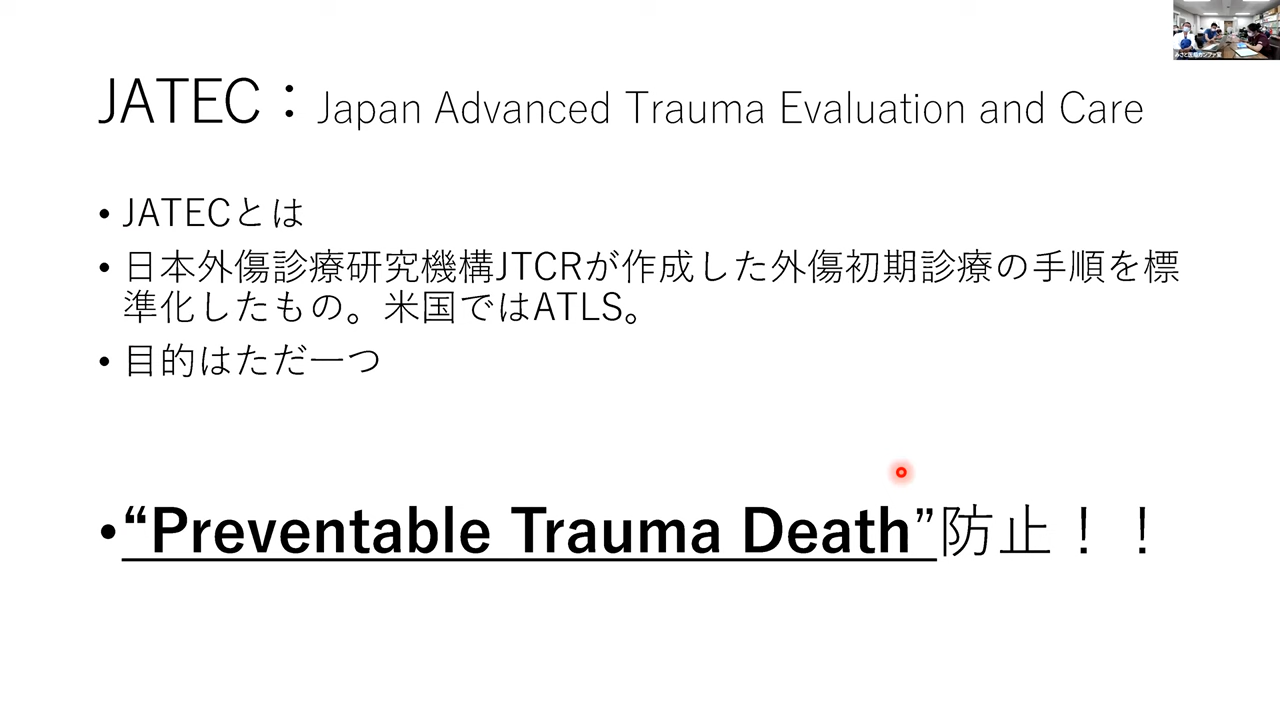 JATEC：Japan Advanced Trauma Evaluation and Care
• JATECとは
• 日本外傷診療研究機構JTCRが作成した外傷初期診療の手順を標
準化したもの。米国ではATLS。
• 目的はただ一つ
•“Preventable Trauma Death”防止！！